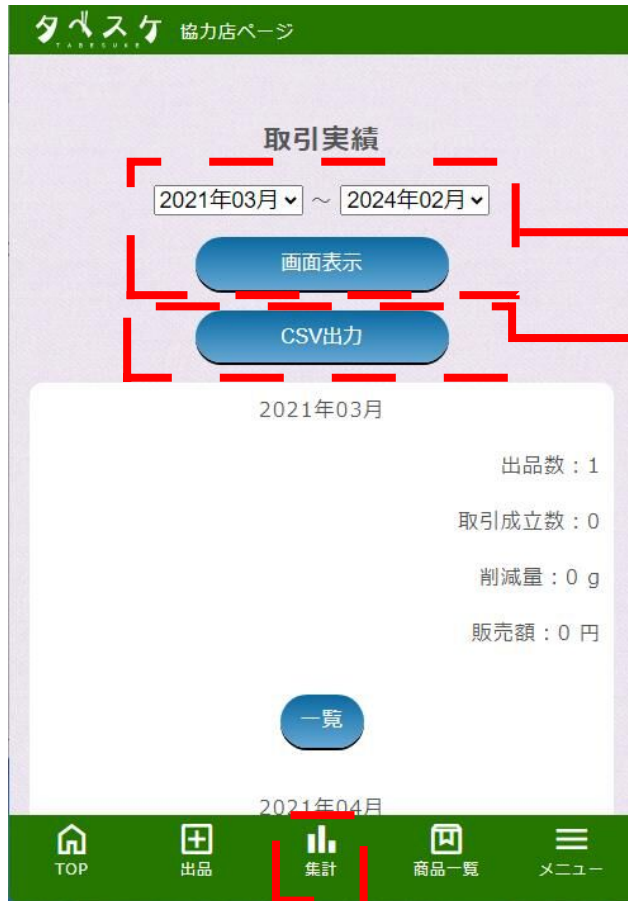 タベスケ 協力店ページ
TABESUKE
取引実績
2021年03月 ～ 2024年02月
画面表示
CSV出力
2021年03月
出品数：1
取引成立数：0
削減量：0 g
販売額：0 円
一覧
2021年04月
TOP 出品 集計 商品一覧 メニュー